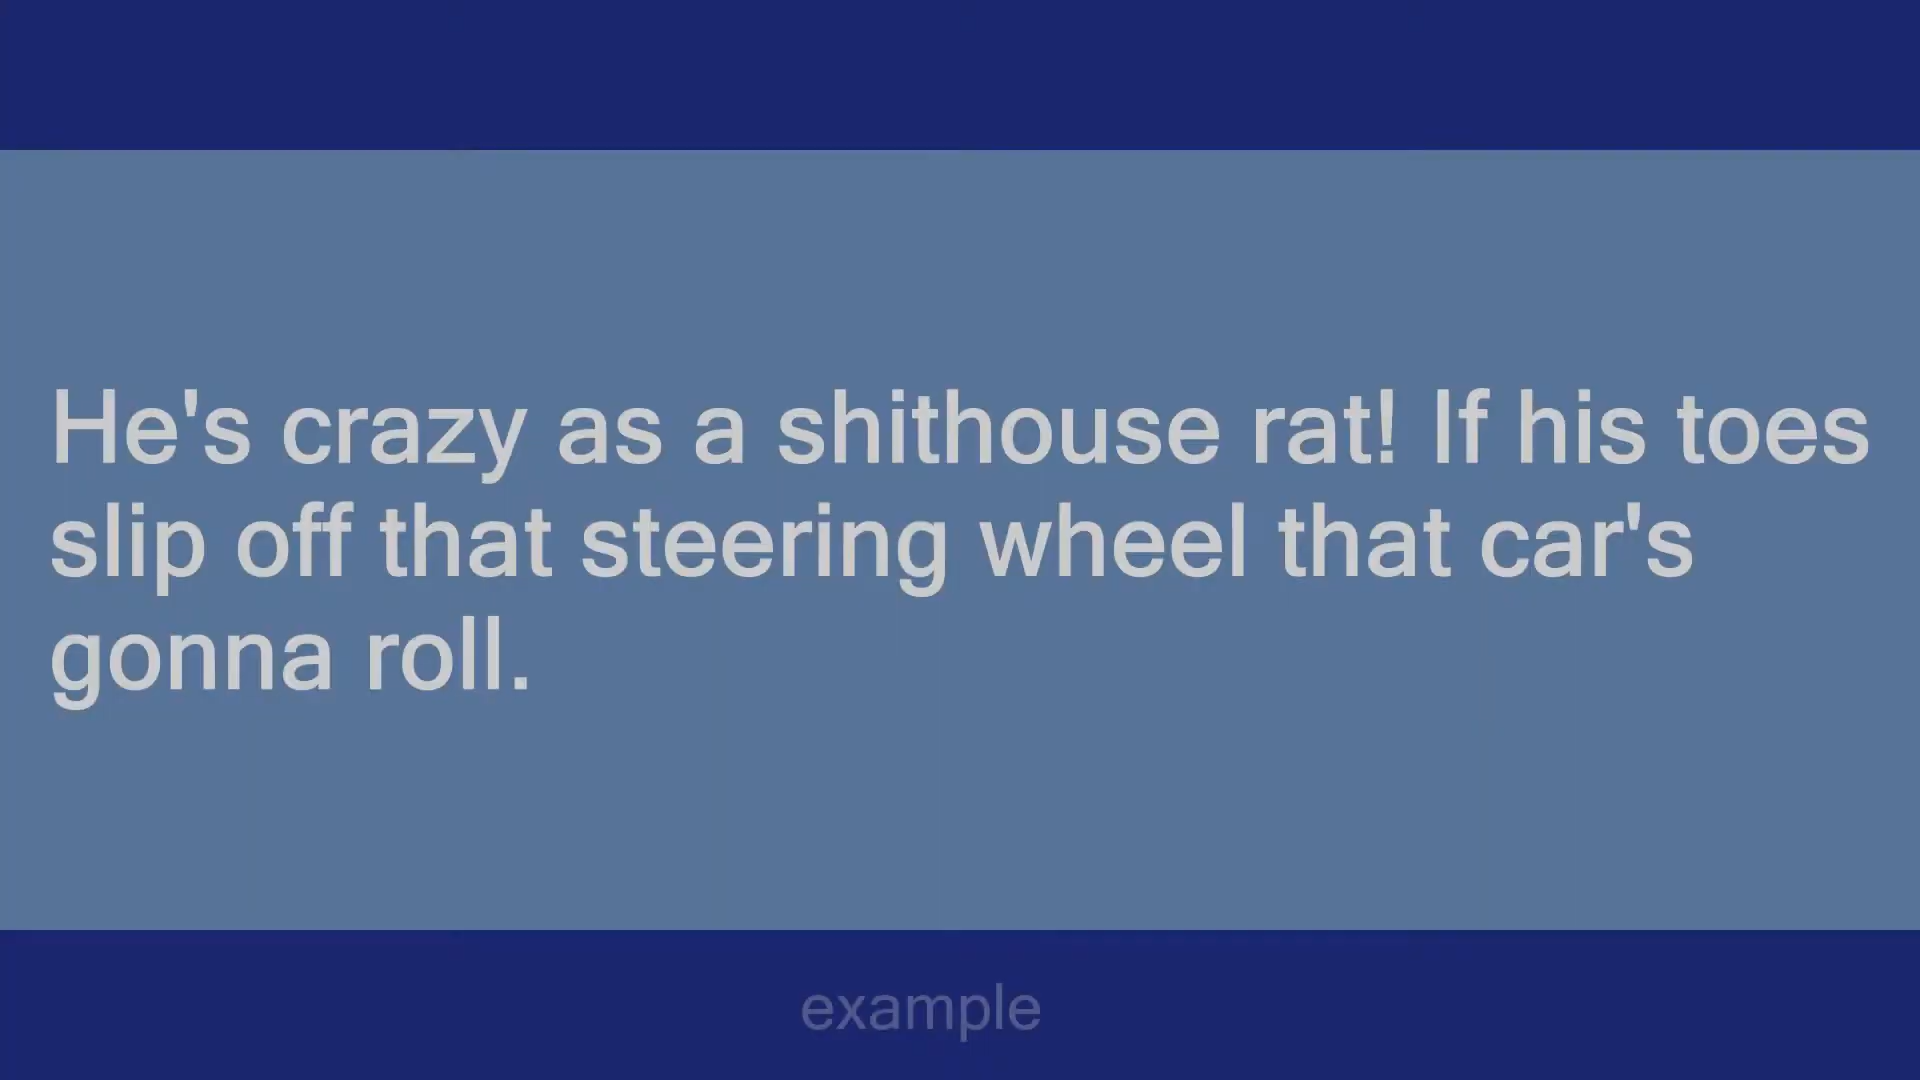 He's crazy as a shithouse rat! If his toes
slip off that steering wheel that car's
gonna roll.
example